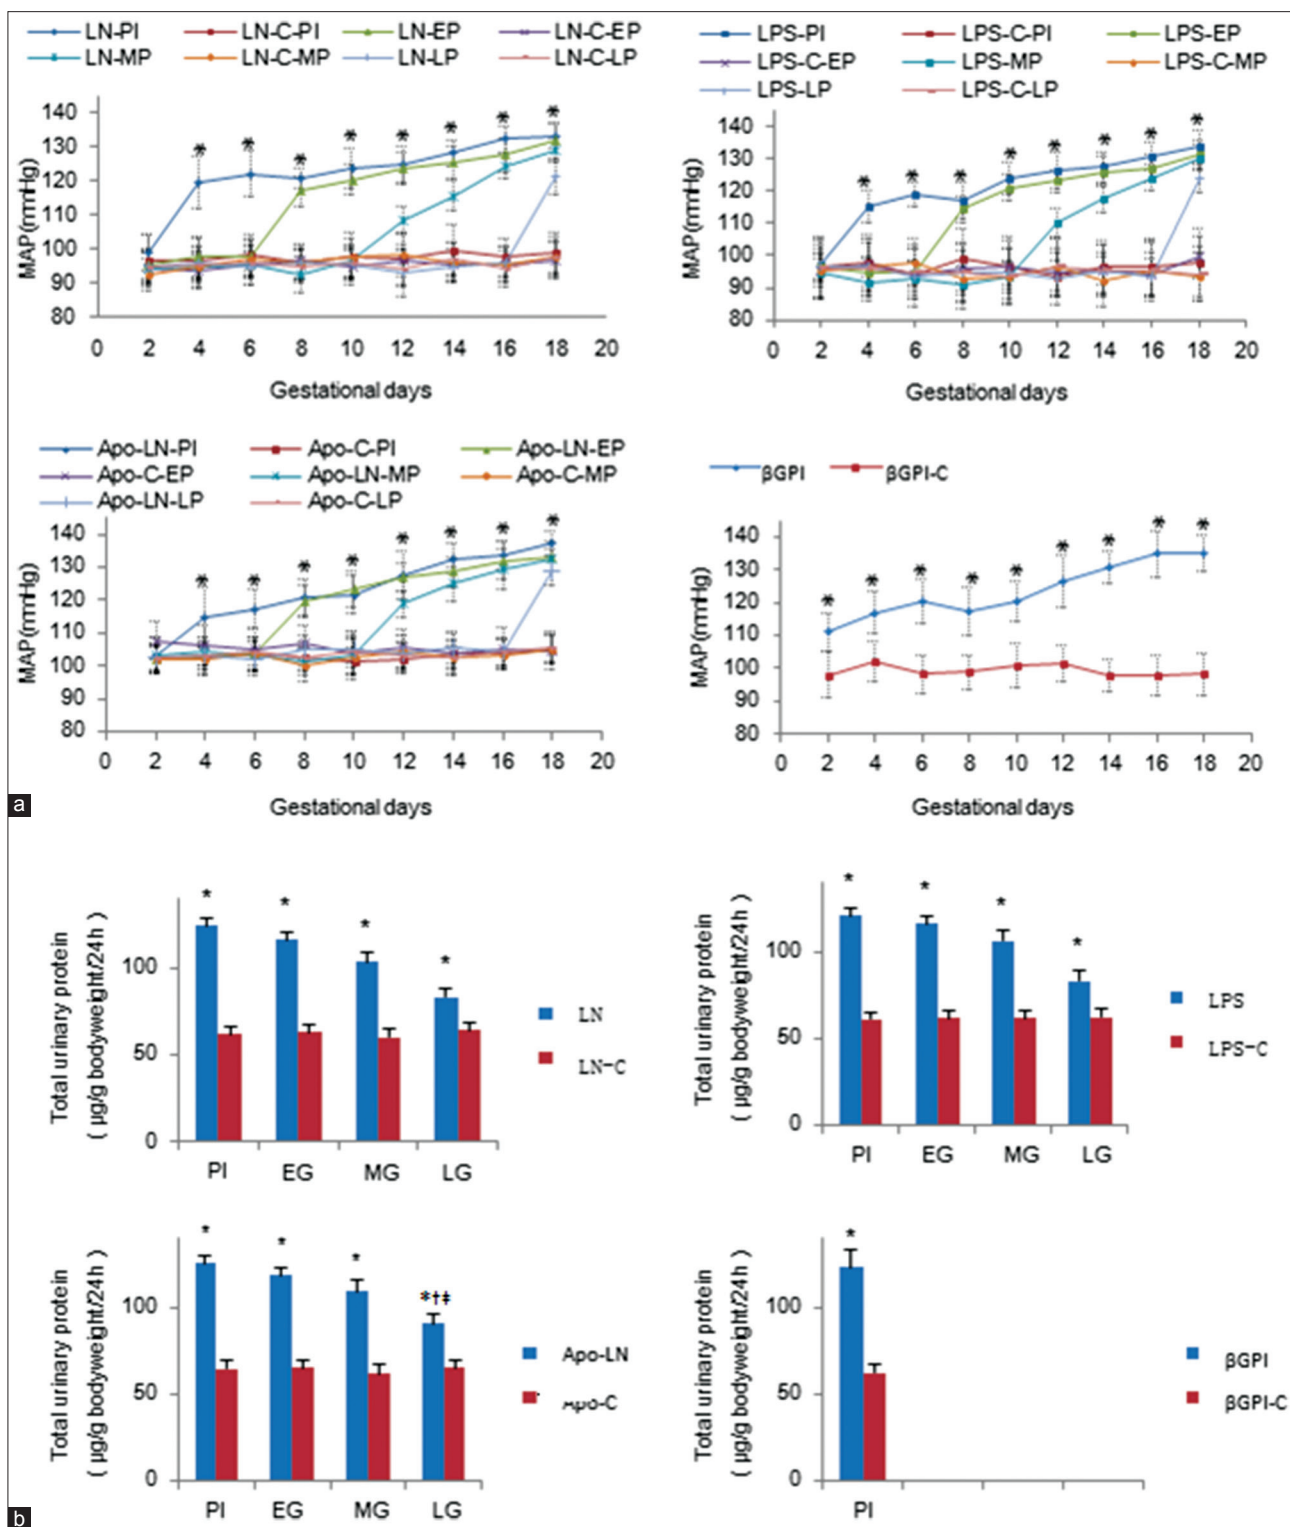 LN-PI LN-C-PI LN-EP LN-C-EP
LN-MP LN-C-MP LN-LP LN-C-LP
MAP(mmHg)
140
130
120
110
100
90
80
* * * * * * * *
0 2 4 6 8 10 12 14 16 18 20
Gestational days
LPS-PI LPS-C-PI LPS-EP
LPS-C-EP LPS-MP LPS-C-MP
LPS-LP LPS-C-LP
MAP(mmHg)
140
130
120
110
100
90
80
* * * * * * * *
0 2 4 6 8 10 12 14 16 18 20
Gestational days
Apo-LN-PI Apo-C-PI Apo-LN-EP
Apo-C-EP Apo-LN-MP Apo-C-MP
Apo-LN-LP Apo-C-LP
MAP(mmHg)
140
130
120
110
100
90
80
* * * * * * * *
0 2 4 6 8 10 12 14 16 18 20
Gestational days
βGPI βGPI-C
MAP(mmHg)
140
130
120
110
100
90
80
* * * * * * * * *
0 2 4 6 8 10 12 14 16 18 20
Gestational days
a
Total urinary protein
( μg/g bodyweight/24h )
100
50
0
* * * *
PI EG MG LG
LN
LN-C
Total urinary protein
( μg/g bodyweight/24h )
100
50
0
* * * *
PI EG MG LG
LPS
LPS-C
Total urinary protein
( μg/g bodyweight/24h )
100
50
0
* * * *†‡
PI EG MG LG
Apo-LN
Apo-C
Total urinary protein
( μg/g bodyweight/24h )
100
50
0
*
PI
βGPI
βGPI-C
b